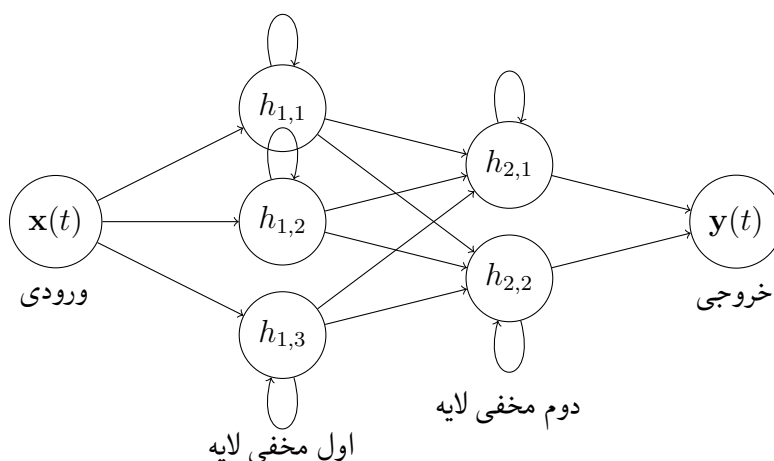 h1,1
h2,1
x(t)
h1,2
y(t)
ورودی
h2,2
خروجی
h1,3
دوم مخفی لایه
اول مخفی لایه